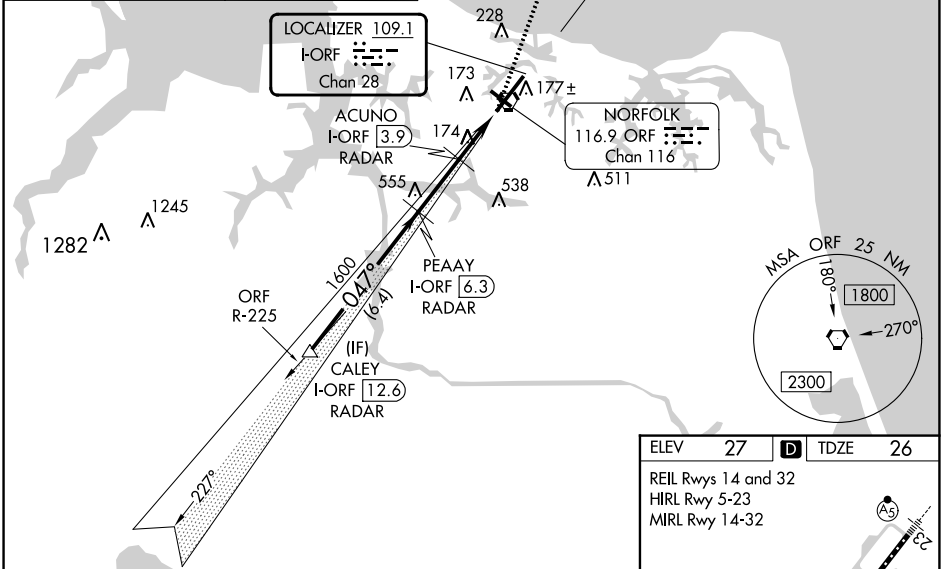 LOCALIZER 109.1
I-ORF
Chan 28
228
173
177±
NORFOLK
116.9 ORF
Chan 116
ACUNO
I-ORF 3.9
RADAR
174
555
538
511
1245
1282
PEAAY
I-ORF 6.3
RADAR
1600
047°
(6.4)
ORF
R-225
(IF)
CALEY
I-ORF 12.6
RADAR
227°
MSA ORF 25 NM
180°
1800
270°
2300
ELEV 27 D TDZE 26
REIL Rwys 14 and 32
HIRL Rwy 5-23
MIRL Rwy 14-32
A5
23